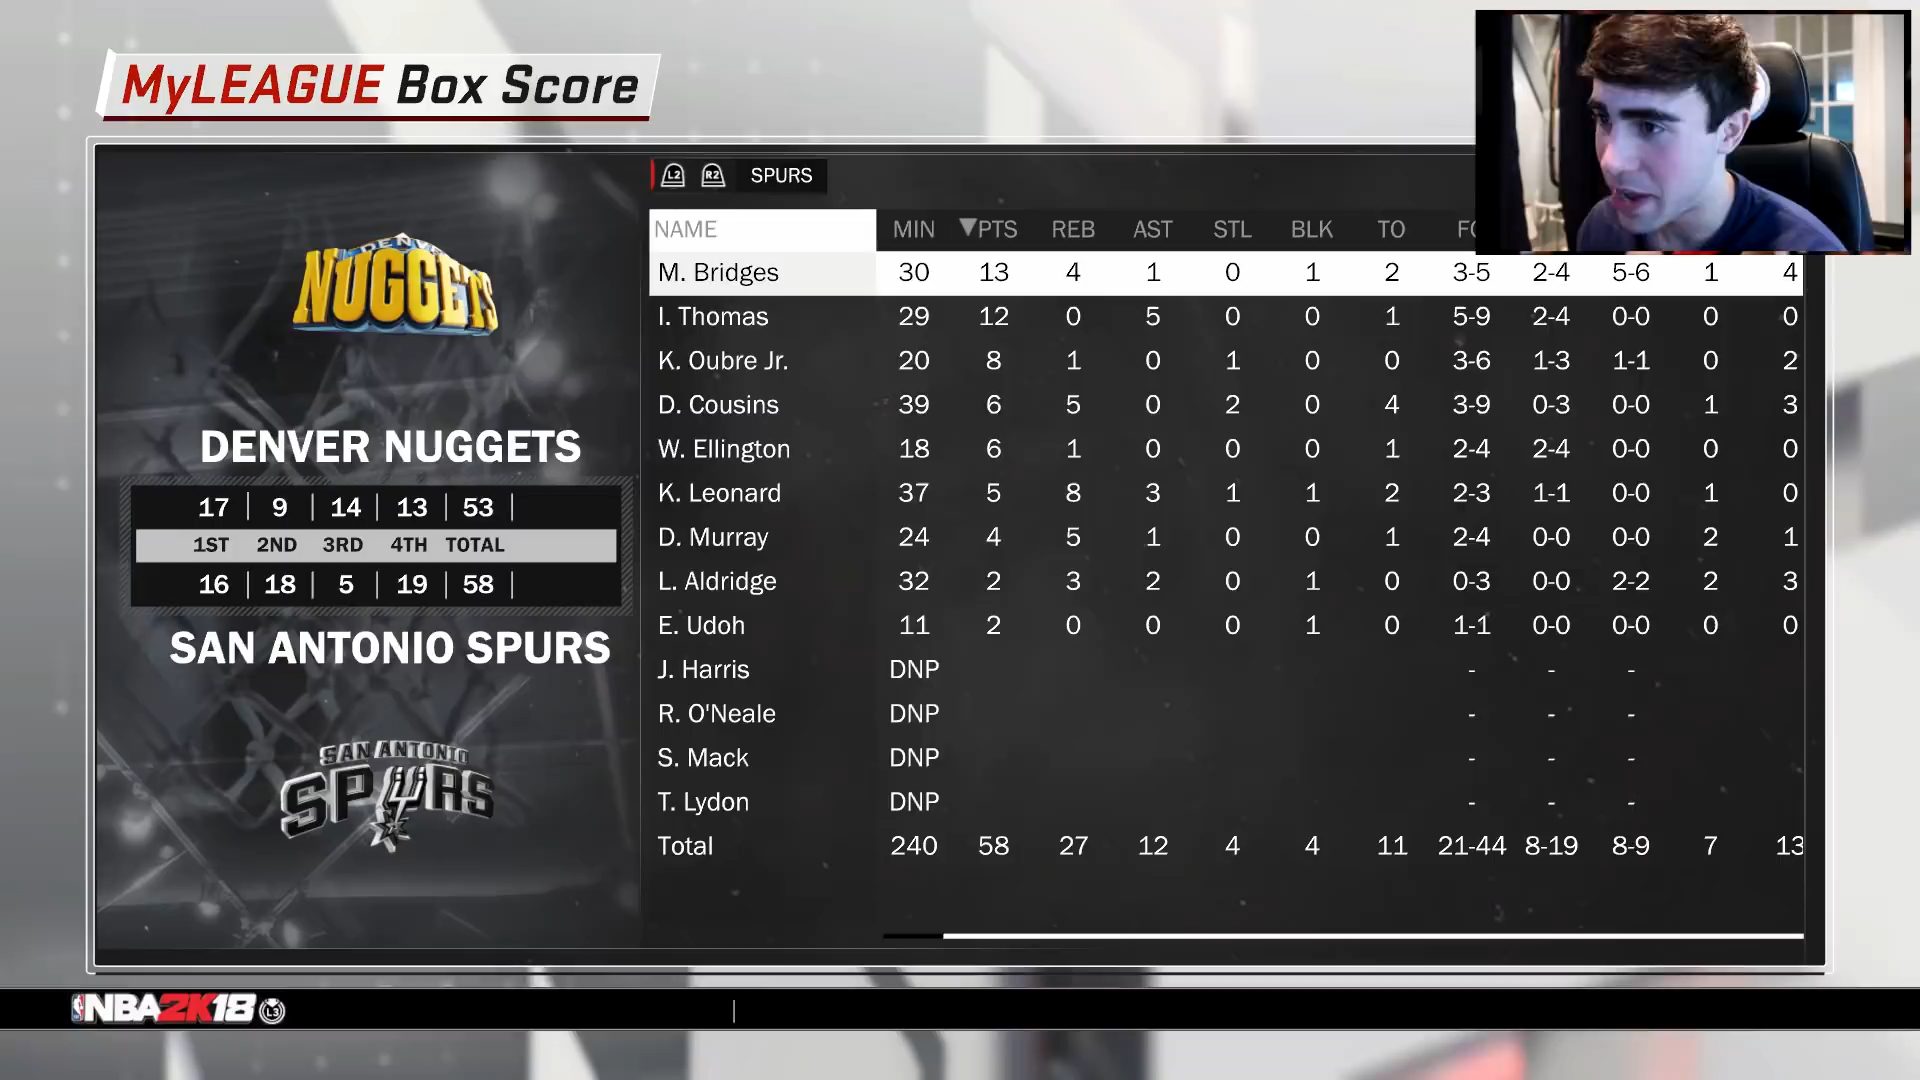 MyLEAGUE Box Score
L2 R2 SPURS
NAME MIN ▼PTS REB AST STL BLK TO
M. Bridges 30 13 4 1 0 1 2 3-5 2-4 5-6 1 4
I. Thomas 29 12 0 5 0 0 1 5-9 2-4 0-0 0 0
K. Oubre Jr. 20 8 1 0 1 0 0 3-6 1-3 1-1 0 2
D. Cousins 39 6 5 0 2 0 4 3-9 0-3 0-0 1 3
W. Ellington 18 6 1 0 0 0 1 2-4 2-4 0-0 0 0
K. Leonard 37 5 8 3 1 1 2 2-3 1-1 0-0 1 0
D. Murray 24 4 5 1 0 0 1 2-4 0-0 0-0 2 1
L. Aldridge 32 2 3 2 0 1 0 0-3 0-0 2-2 2 3
E. Udoh 11 2 0 0 0 1 0 1-1 0-0 0-0 0 0
J. Harris DNP - - -
R. O'Neale DNP - - -
S. Mack DNP - - -
T. Lydon DNP - - -
Total 240 58 27 12 4 4 11 21-44 8-19 8-9 7 13
DENVER
NUGGETS
DENVER NUGGETS
17 9 14 13 53
1ST 2ND 3RD 4TH TOTAL
16 18 5 19 58
SAN ANTONIO SPURS
SAN ANTONIO
SPURS
NBA2K18 L3